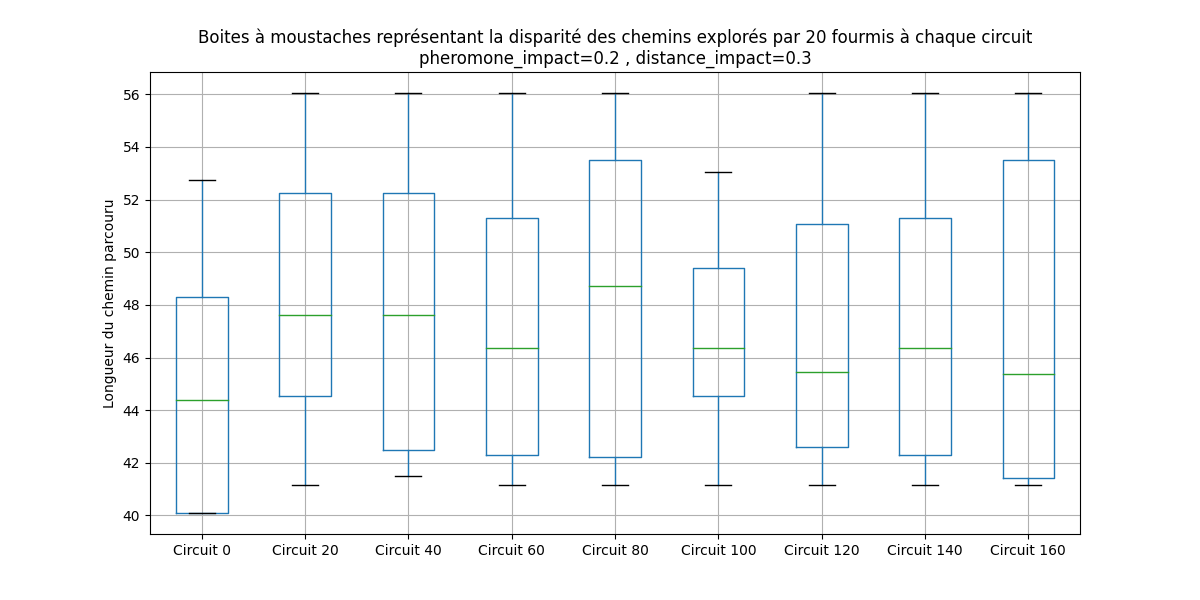 Boites à moustaches représentant la disparité des chemins explorés par 20 fourmis à chaque circuit
pheromone_impact=0.2 , distance_impact=0.3
Longueur du chemin parcouru
56
54
52
50
48
46
44
42
40
Circuit 0
Circuit 20
Circuit 40
Circuit 60
Circuit 80
Circuit 100
Circuit 120
Circuit 140
Circuit 160